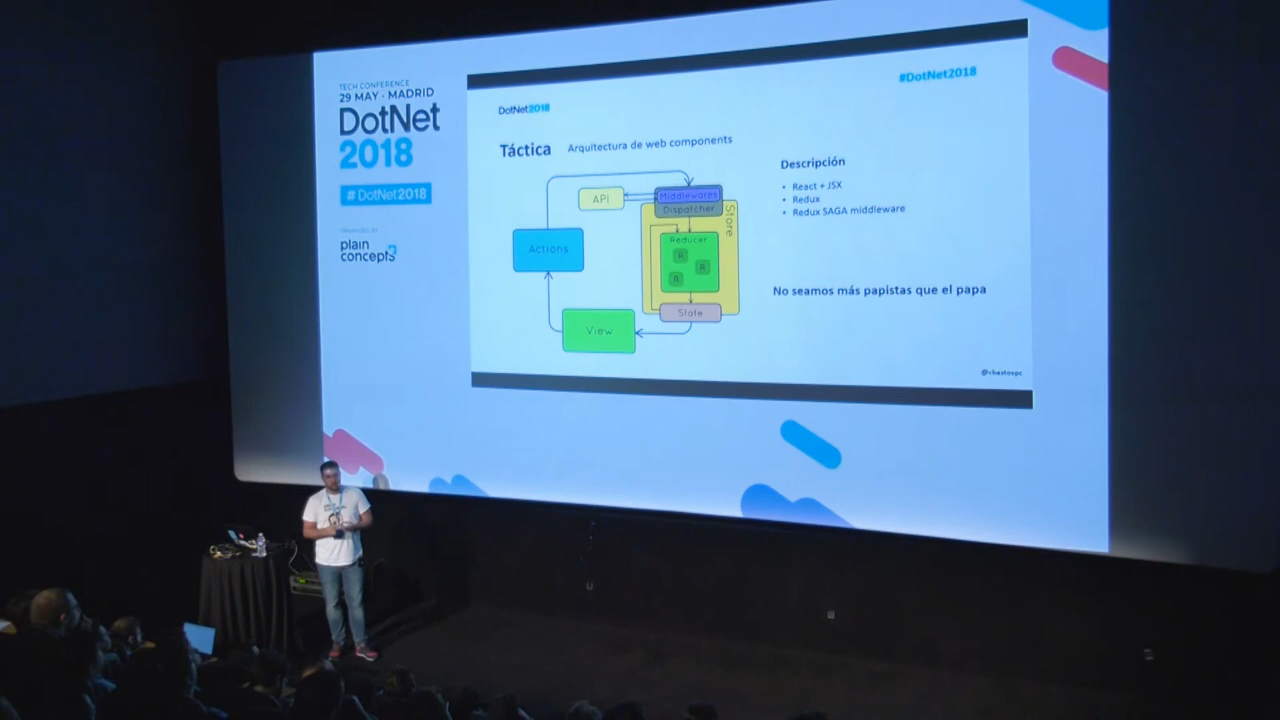 TECH CONFERENCE
29 MAY · MADRID
DotNet
2018
#DotNet2018
ORGANIZED BY
plain
concepts
#DotNet2018
DotNet2018
Táctica Arquitectura de web components
API
Middlewares
Dispatcher
Store
Actions
Reducer
R
R
R
State
View
Descripción
• React + JSX
• Redux
• Redux SAGA middleware
No seamos más papistas que el papa